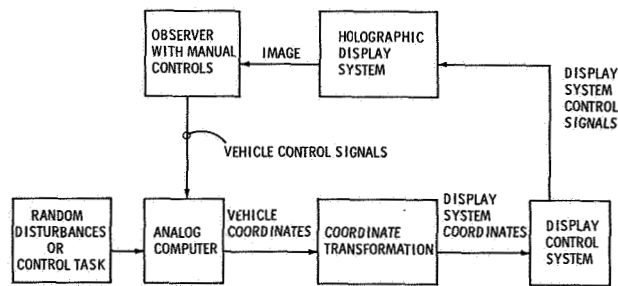 OBSERVER
WITH MANUAL
CONTROLS
IMAGE
HOLOGRAPHIC
DISPLAY
SYSTEM
DISPLAY
SYSTEM
CONTROL
SIGNALS
VEHICLE CONTROL SIGNALS
RANDOM
DISTURBANCES
OR
CONTROL TASK
ANALOG
COMPUTER
VEHICLE
COORDINATES
COORDINATE
TRANSFORMATION
DISPLAY
SYSTEM
COORDINATES
DISPLAY
CONTROL
SYSTEM